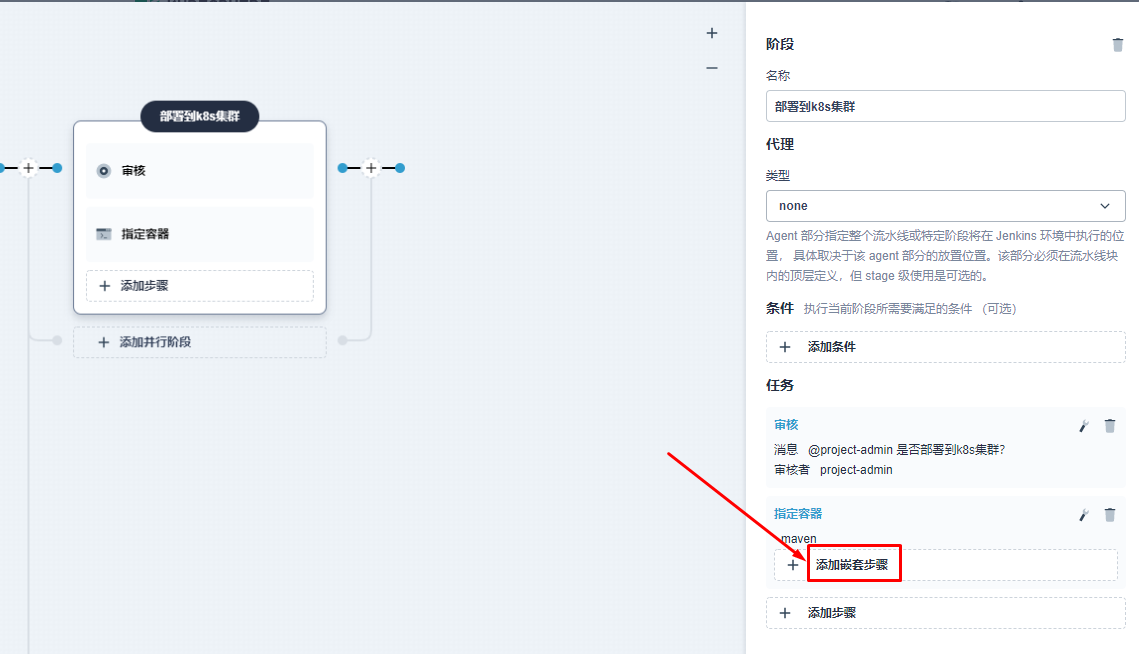 部署到k8s集群
审核
指定容器
添加步骤
添加并行阶段
阶段
名称
部署到k8s集群
代理
类型
none
Agent 部分指定整个流水线或特定阶段将在 Jenkins 环境中执行的位
置， 具体取决于该 agent 部分的放置位置。该部分必须在流水线块
内的顶层定义，但 stage 级使用是可选的。
条件 执行当前阶段所需要满足的条件 （可选）
添加条件
任务
审核
消息 @project-admin 是否部署到k8s集群?
审核者 project-admin
指定容器
maven
添加嵌套步骤
添加步骤